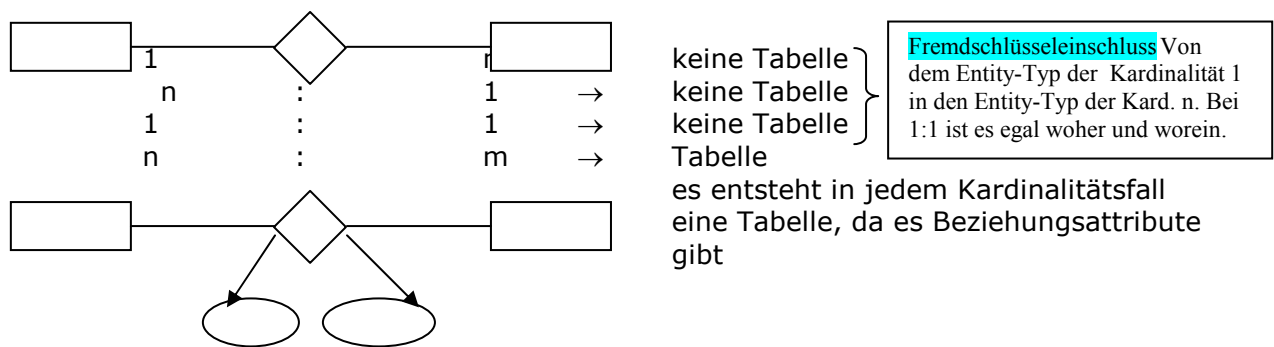 1 keine Tabelle
n : 1 → keine Tabelle
1 : 1 → keine Tabelle
n : m → Tabelle
Fremdschlüsseleinschluss Von
dem Entity-Typ der Kardinalität 1
in den Entity-Typ der Kard. n. Bei
1:1 ist es egal woher und worein.
es entsteht in jedem Kardinalitätsfall
eine Tabelle, da es Beziehungsattribute
gibt